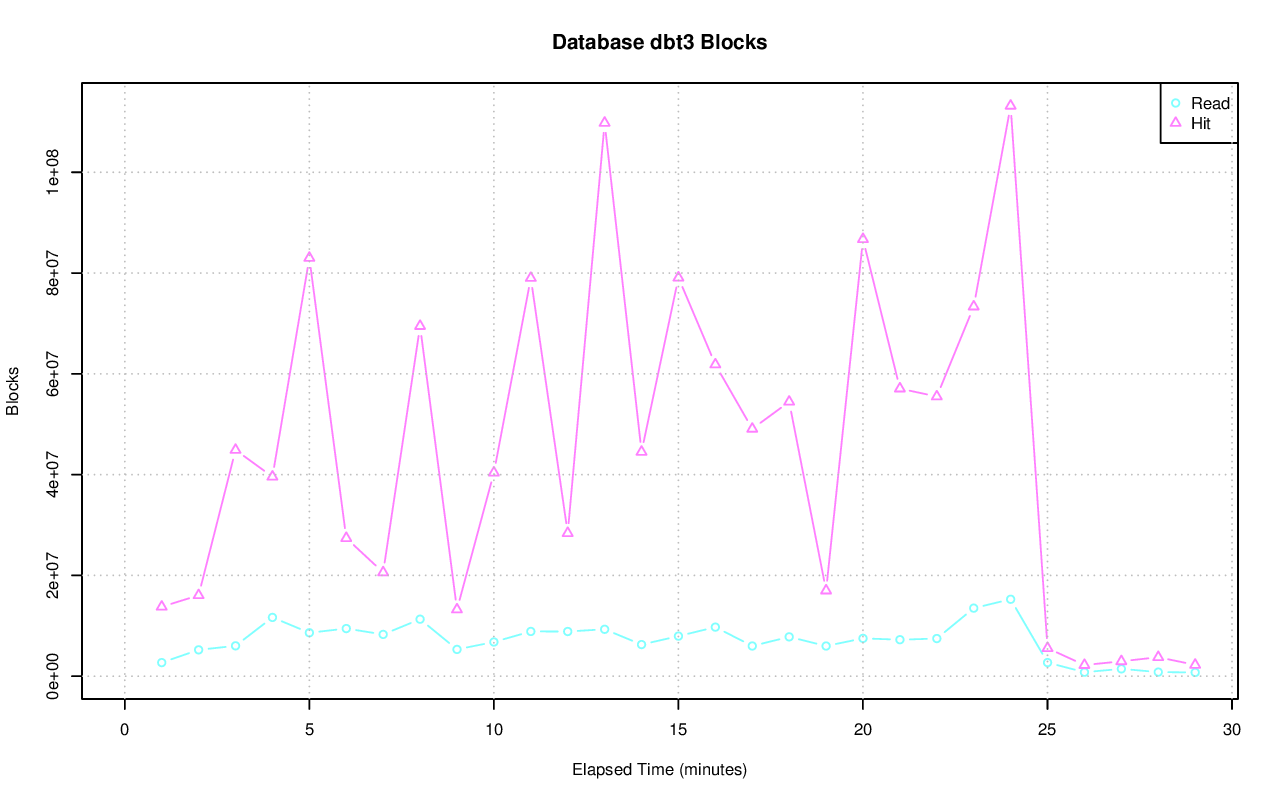 Database dbt3 Blocks
Read
Hit
Blocks
1e+08
8e+07
6e+07
4e+07
2e+07
0e+00
0 5 10 15 20 25 30
Elapsed Time (minutes)